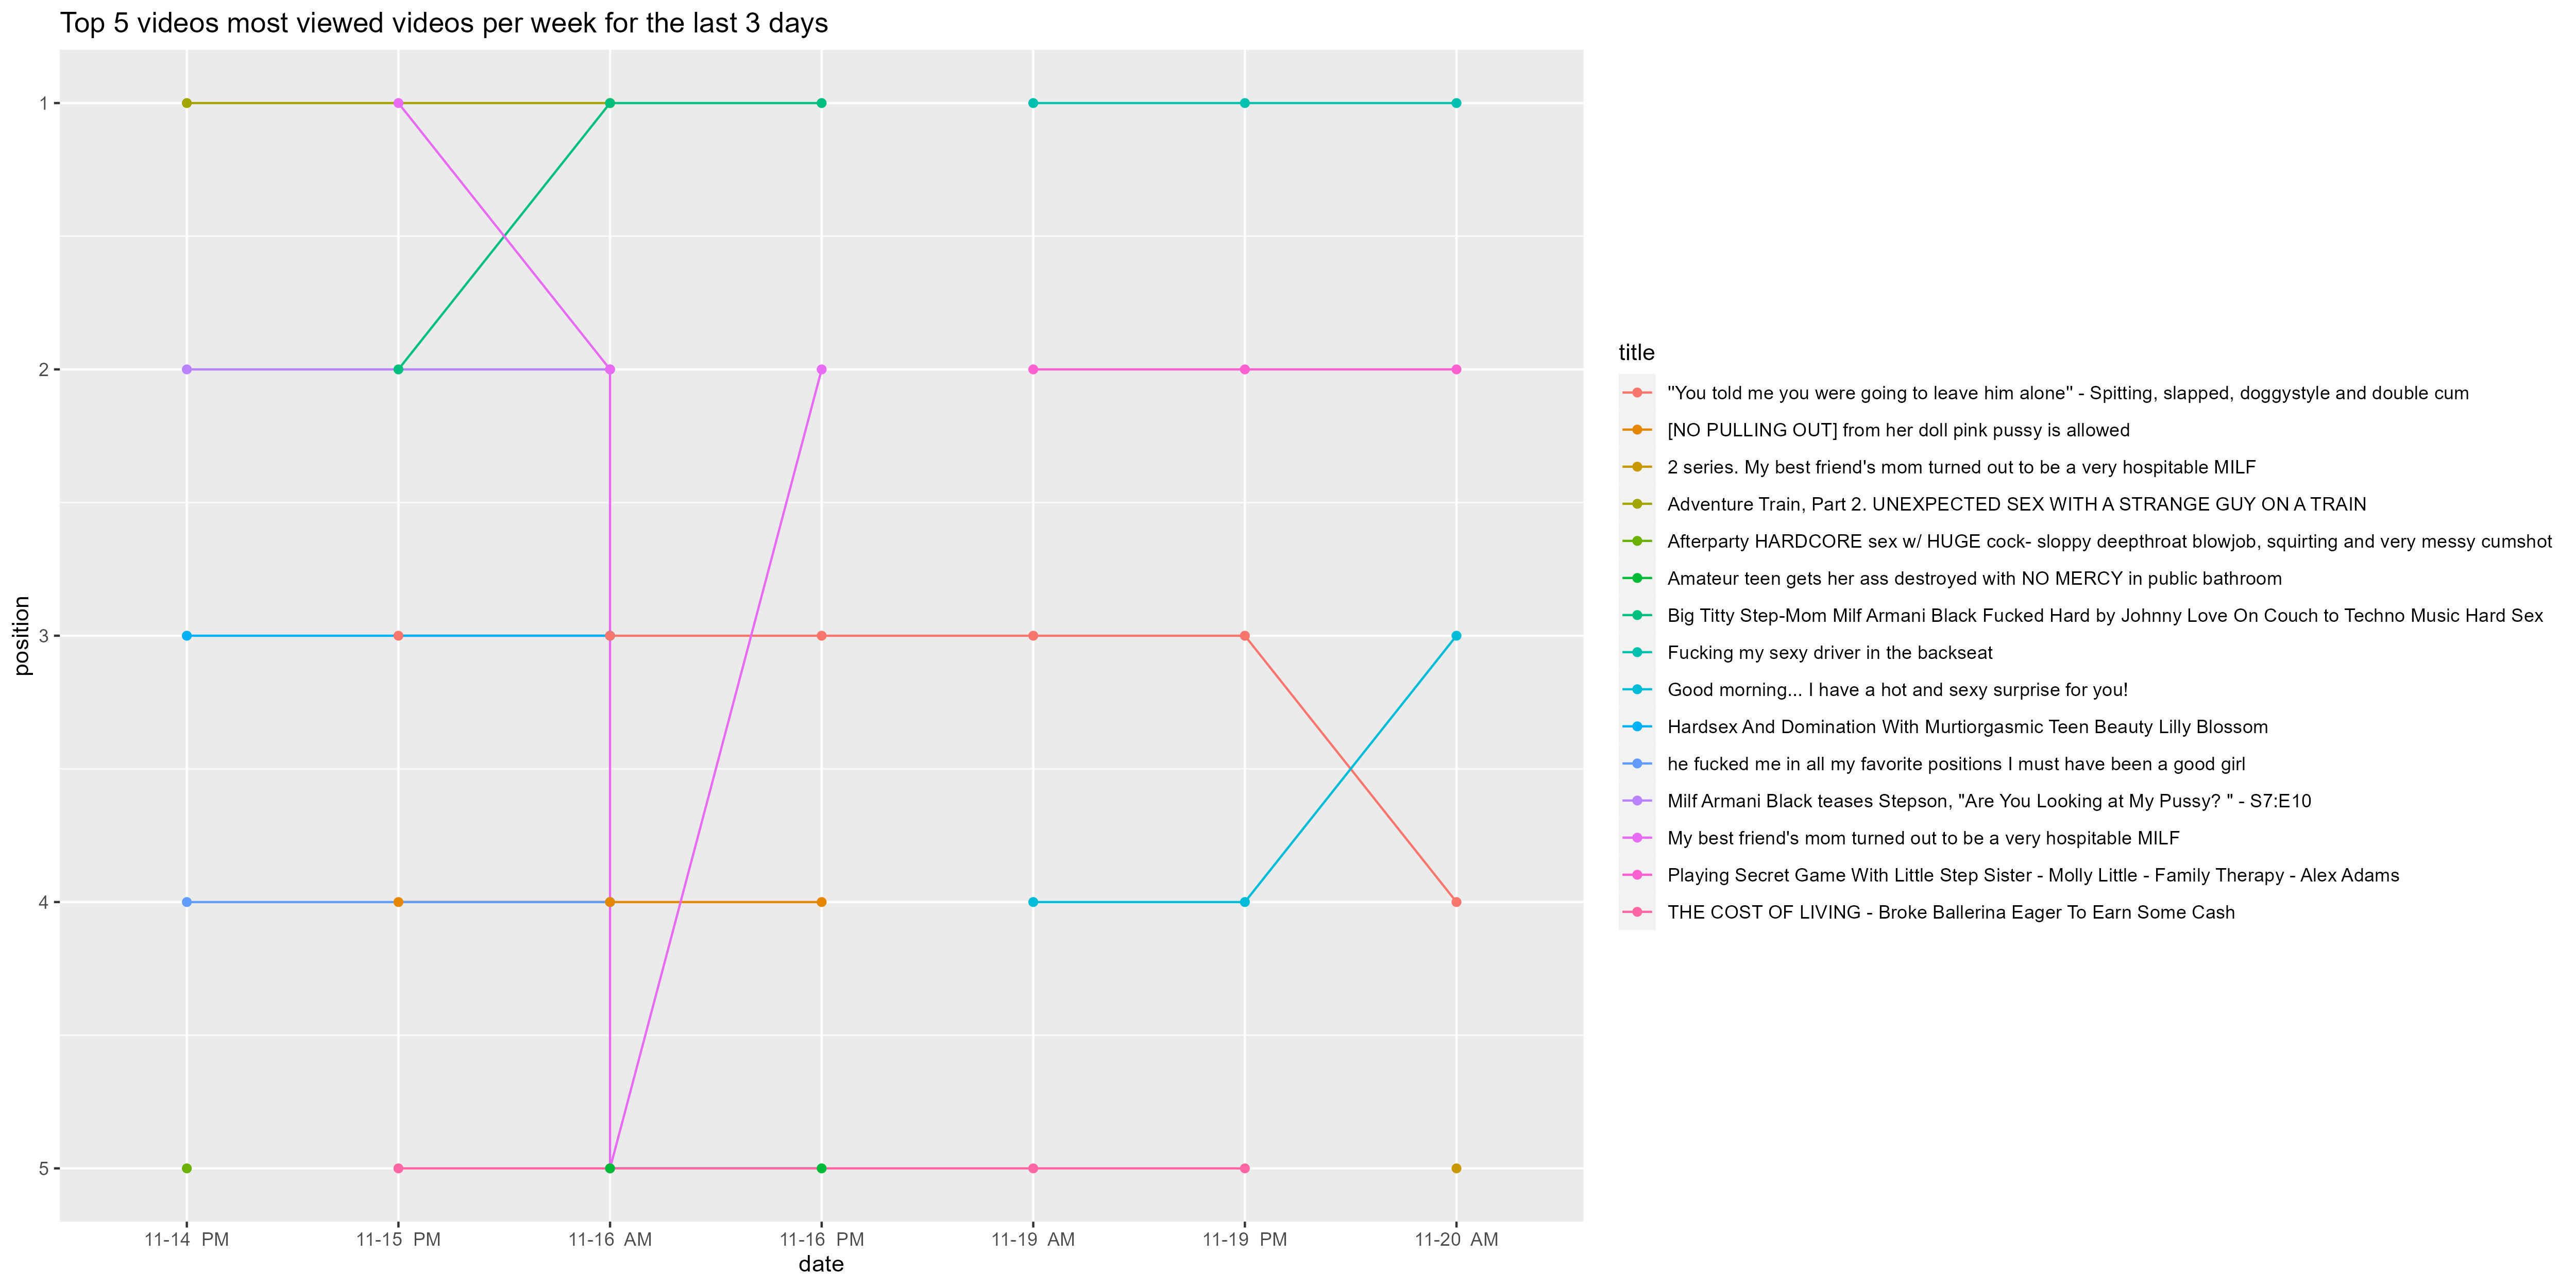 Top 5 videos most viewed videos per week for the last 3 days
position
1
2
3
4
5
11-14 PM
11-15 PM
11-16 AM
11-16 PM
11-19 AM
11-19 PM
11-20 AM
date
title
"You told me you were going to leave him alone" - Spitting, slapped, doggystyle and double cum
[NO PULLING OUT] from her doll pink pussy is allowed
2 series. My best friend's mom turned out to be a very hospitable MILF
Adventure Train, Part 2. UNEXPECTED SEX WITH A STRANGE GUY ON A TRAIN
Afterparty HARDCORE sex w/ HUGE cock- sloppy deepthroat blowjob, squirting and very messy cumshot
Amateur teen gets her ass destroyed with NO MERCY in public bathroom
Big Titty Step-Mom Milf Armani Black Fucked Hard by Johnny Love On Couch to Techno Music Hard Sex
Fucking my sexy driver in the backseat
Good morning... I have a hot and sexy surprise for you!
Hardsex And Domination With Murtiorgasmic Teen Beauty Lilly Blossom
he fucked me in all my favorite positions I must have been a good girl
Milf Armani Black teases Stepson, "Are You Looking at My Pussy? " - S7:E10
My best friend's mom turned out to be a very hospitable MILF
Playing Secret Game With Little Step Sister - Molly Little - Family Therapy - Alex Adams
THE COST OF LIVING - Broke Ballerina Eager To Earn Some Cash